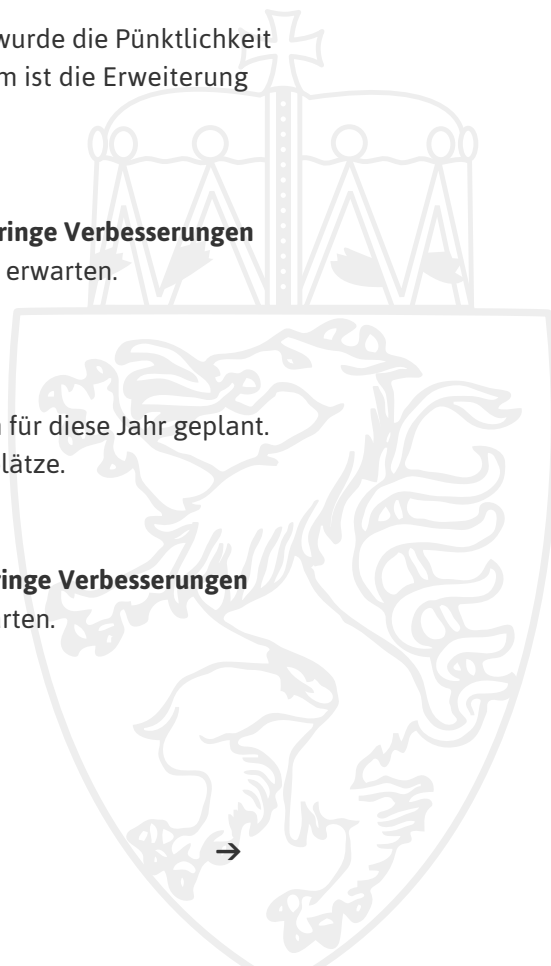 wurde die Pünktlichkeit
m ist die Erweiterung
ringe Verbesserungen
erwarten.
für diese Jahr geplant.
lätze.
ringe Verbesserungen
rten.
→